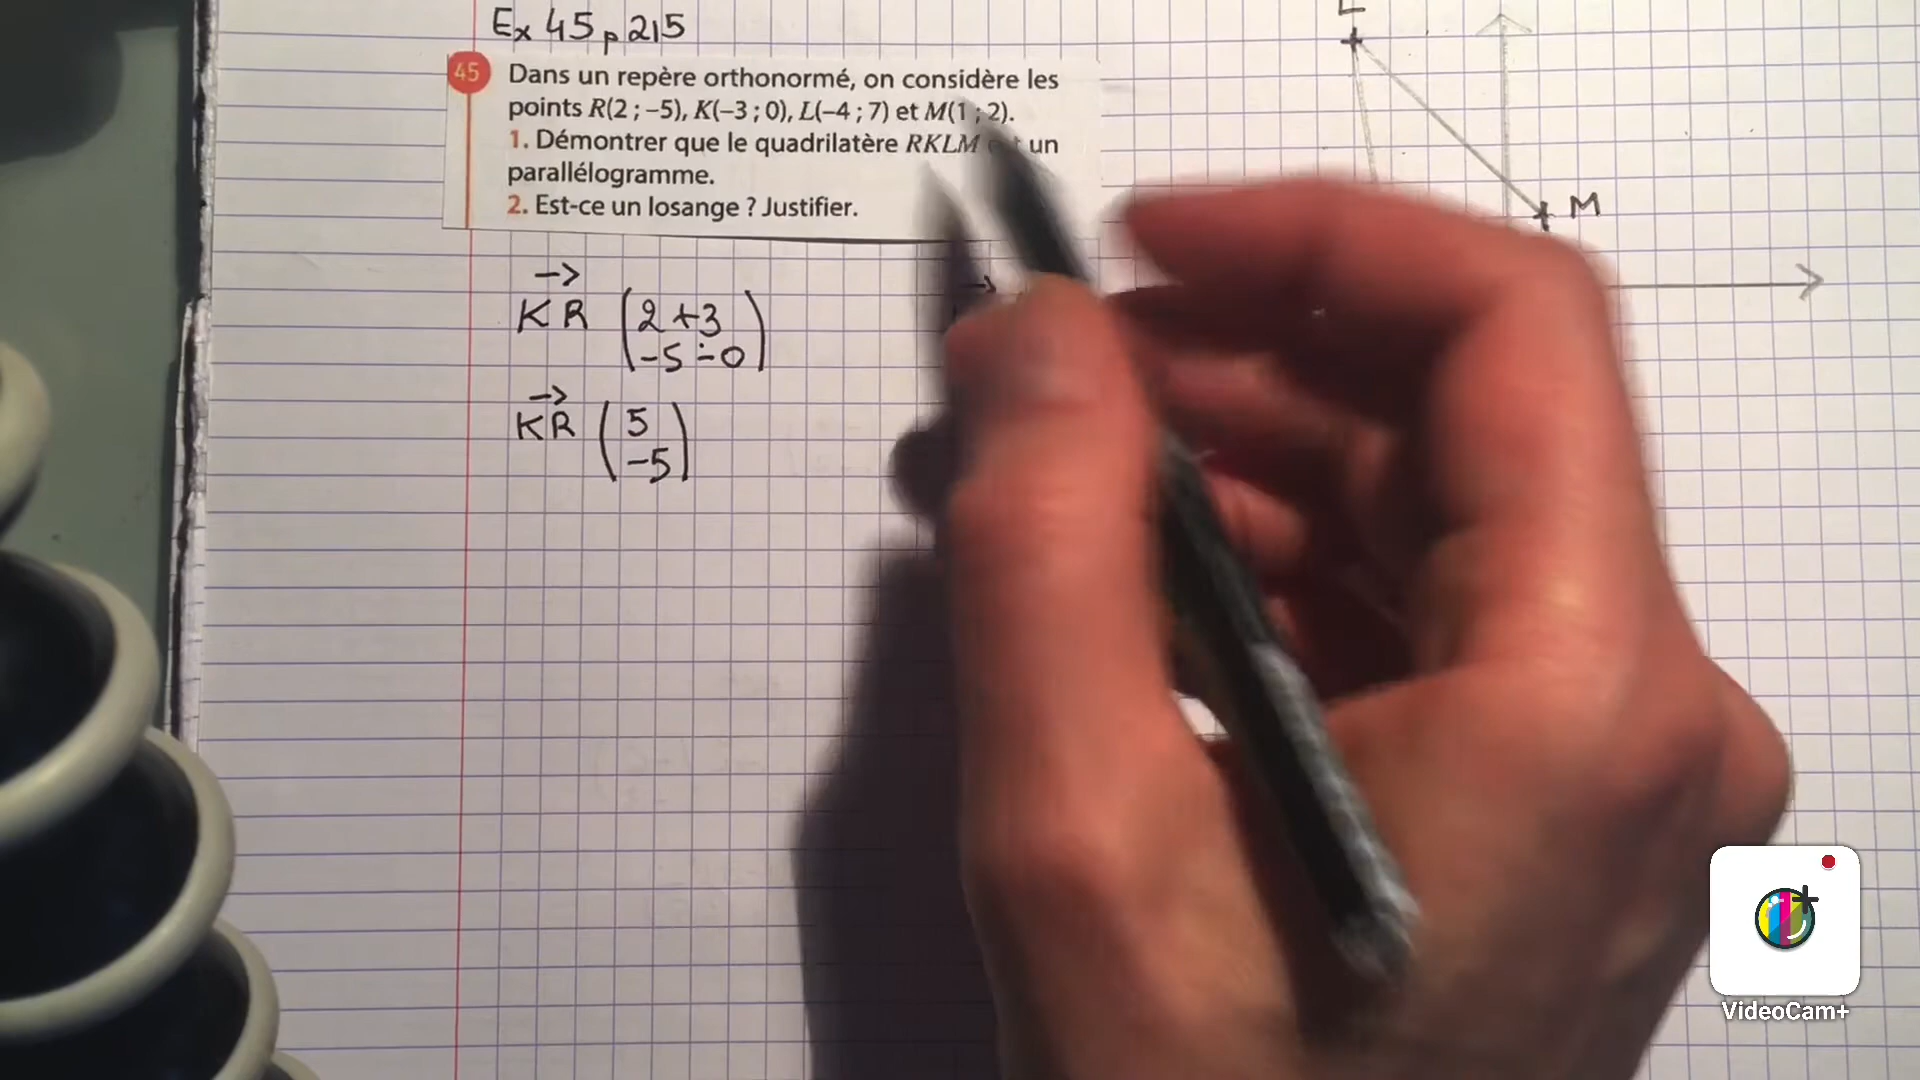 Ex 45 p 215
45 Dans un repère orthonormé, on considère les
points R(2 ; –5), K(–3 ; 0), L(–4 ; 7) et M(1 ; 2).
1. Démontrer que le quadrilatère RKLM un
parallélogramme.
2. Est-ce un losange ? Justifier.
KR (2+3
-5-0)
KR (5
-5)
L
M
VideoCam+